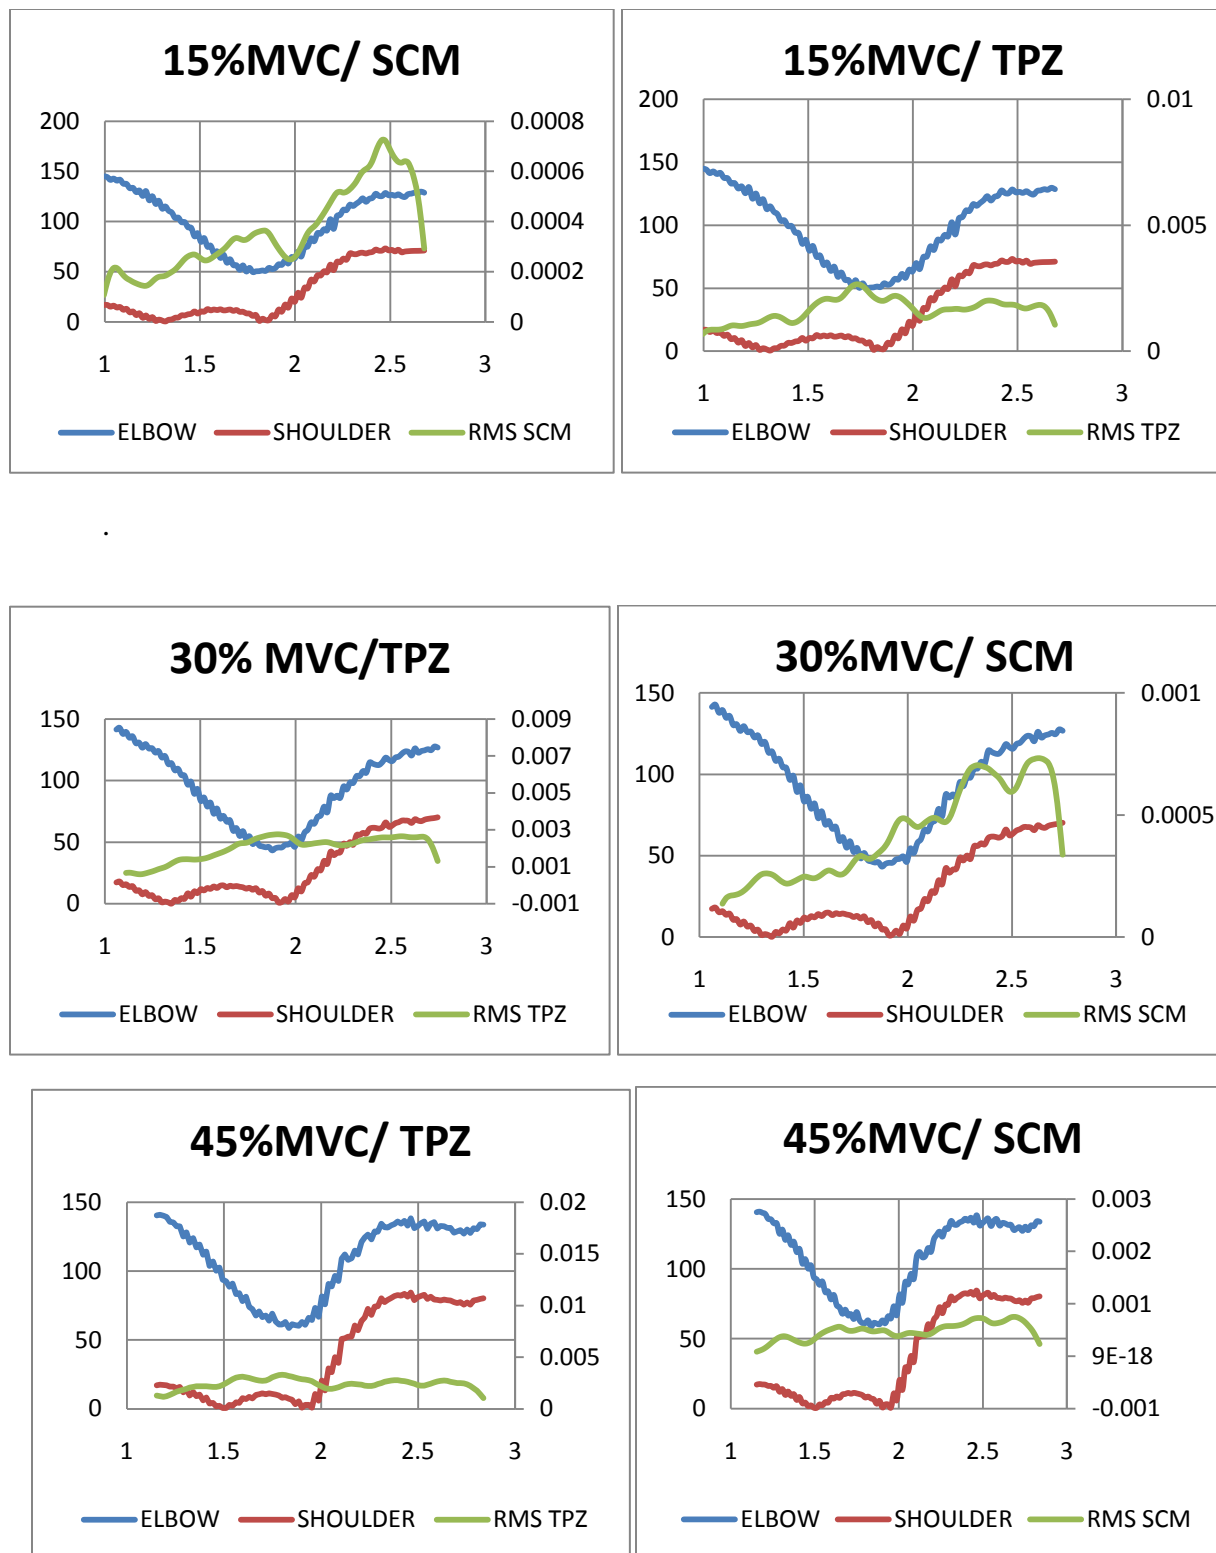 15%MVC/ SCM
200
150
100
50
0
0.0008
0.0006
0.0004
0.0002
0
1 1.5 2 2.5 3
ELBOW SHOULDER RMS SCM
15%MVC/ TPZ
200
150
100
50
0
0.01
0.005
0
1 1.5 2 2.5 3
ELBOW SHOULDER RMS TPZ
.
30% MVC/TPZ
150
100
50
0
0.009
0.007
0.005
0.003
0.001
-0.001
1 1.5 2 2.5 3
ELBOW SHOULDER RMS TPZ
30%MVC/ SCM
150
100
50
0
0.001
0.0005
0
1 1.5 2 2.5 3
ELBOW SHOULDER RMS SCM
45%MVC/ TPZ
150
100
50
0
0.02
0.015
0.01
0.005
0
1 1.5 2 2.5 3
ELBOW SHOULDER RMS TPZ
45%MVC/ SCM
150
100
50
0
0.003
0.002
0.001
9E-18
-0.001
1 1.5 2 2.5 3
ELBOW SHOULDER RMS SCM